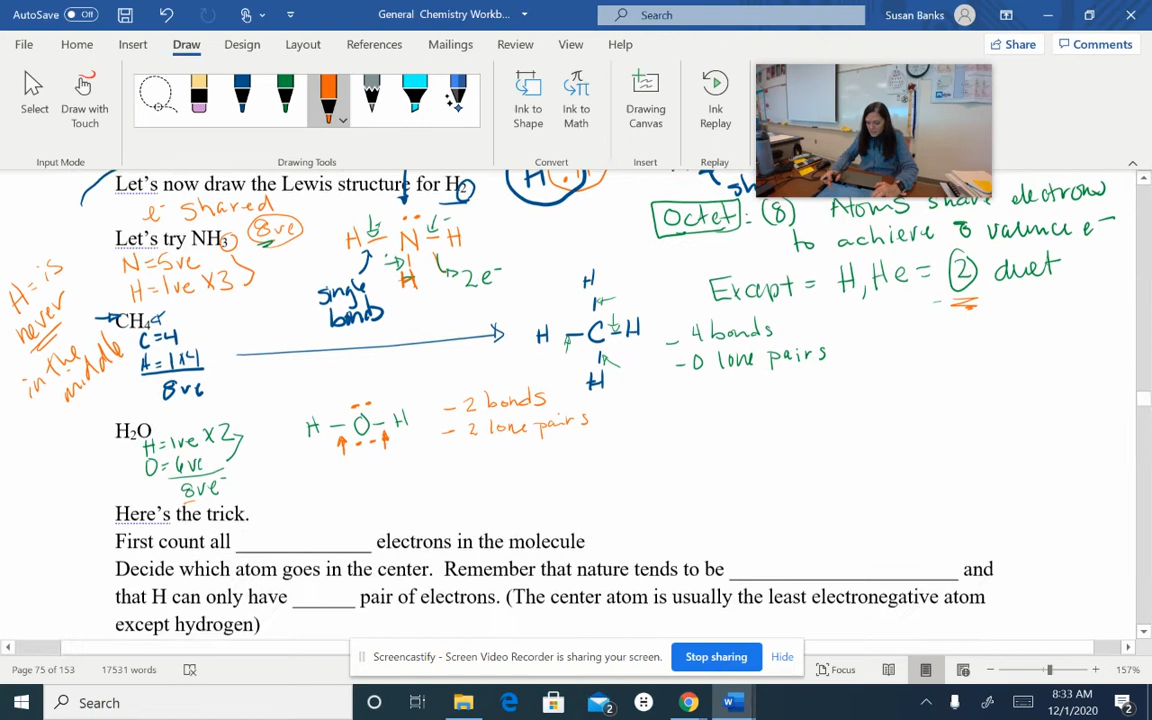 AutoSave Off General Chemistry Workb... Search Susan Banks
File Home Insert Draw Design Layout References Mailings Review View Help Share Comments
Select Draw with Touch Ink to Shape Ink to Math Drawing Canvas Ink Replay
Input Mode Drawing Tools Convert Insert Replay
Let's now draw the Lewis structure for H2
H
sh
e- shared
Octet: (8) Atoms share electrons
to achieve 8 valence e-
Let's try NH3 8ve
H N H
H
N=5ve
H=1ve X3
2e-
single
bonds
Except = H, He = 2 duet
H=is
never
in the
middle
CH4
C=4
H=1x4
8ve
H
H - C - H
H
- 4 bonds
- 0 lone pairs
H2O
H=1ve X2
O=6ve
8ve-
H - O - H
- 2 bonds
- 2 lone pairs
Here's the trick.
First count all ____________ electrons in the molecule
Decide which atom goes in the center. Remember that nature tends to be ____________________ and
that H can only have _____ pair of electrons. (The center atom is usually the least electronegative atom
except hydrogen)
Screencastify - Screen Video Recorder is sharing your screen. Stop sharing Hide
Page 75 of 153 17531 words Focus 157%
Search 2 8:33 AM
12/1/2020 2